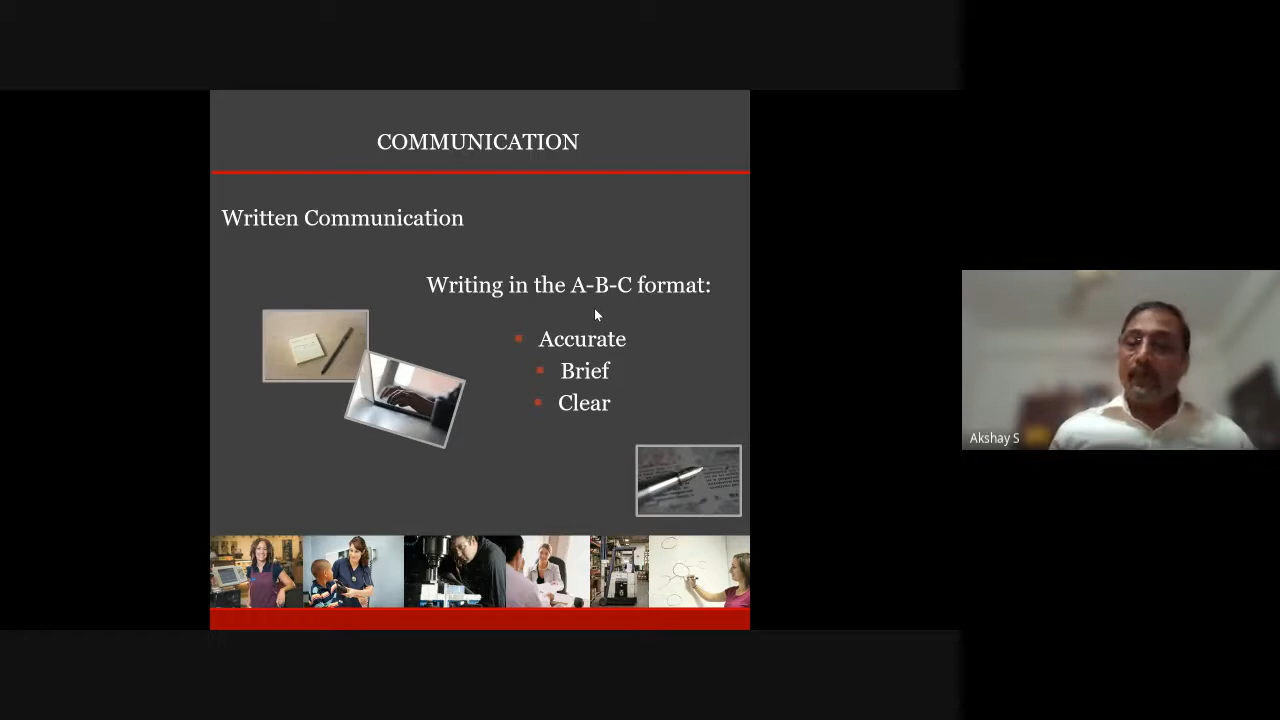 COMMUNICATION
Written Communication
Writing in the A-B-C format:
Accurate
Brief
Clear
Akshay S